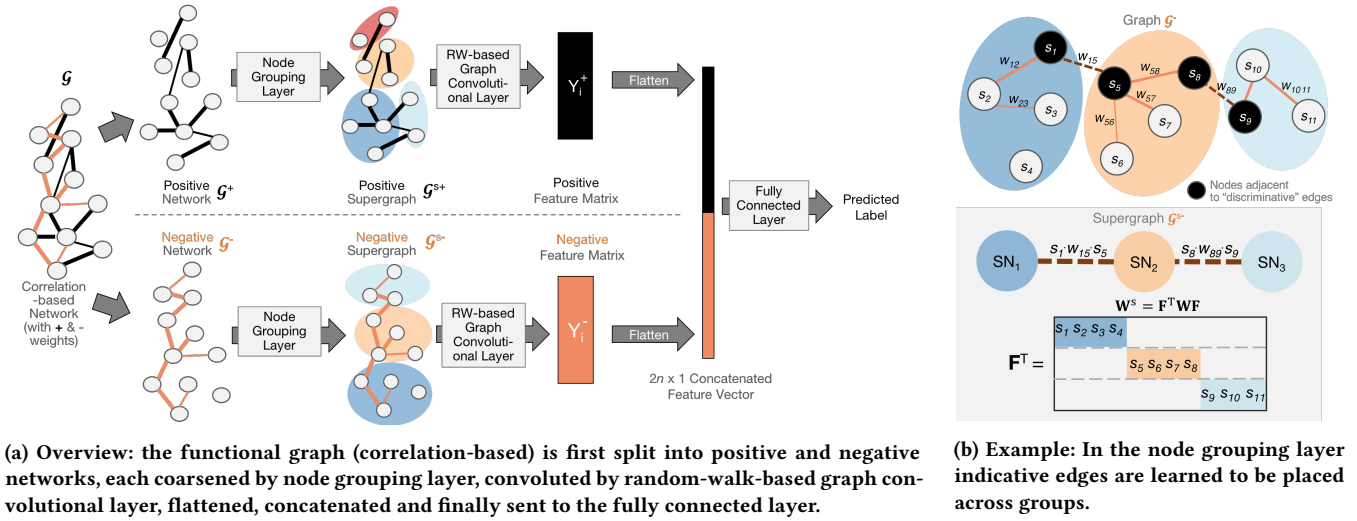 𝒢
Correlation
-based
Network
(with + & -
weights)
Positive
Network 𝒢⁺
Node
Grouping
Layer
Positive
Supergraph 𝒢ˢ⁺
RW-based
Graph
Convoluti-
onal Layer
Yᵢ⁺
Positive
Feature Matrix
Flatten
Negative
Network 𝒢⁻
Node
Grouping
Layer
Negative
Supergraph 𝒢ˢ⁻
RW-based
Graph
Convoluti-
onal Layer
Yᵢ⁻
Negative
Feature Matrix
Flatten
2n x 1 Concatenated
Feature Vector
Fully
Connected
Layer
Predicted
Label
(a) Overview: the functional graph (correlation-based) is first split into positive and negative
networks, each coarsened by node grouping layer, convoluted by random-walk-based graph con-
volutional layer, flattened, concatenated and finally sent to the fully connected layer.
Graph 𝒢⁻
s₁ w₁₂ w₁₅ s₂ w₂₃ s₃ s₄
s₅ w₅₈ s₈ w₅₇ w₅₆ s₇ s₆
w₈₉ s₉ s₁₀ w₁₀ ₁₁ s₁₁
Nodes adjacent
to "discriminative" edges
Supergraph 𝒢ˢ⁻
SN₁ s₁·w₁₅·s₅ SN₂ s₈·w₈₉·s₉ SN₃
Wˢ = FᵀWF
Fᵀ =
s₁ s₂ s₃ s₄
s₅ s₆ s₇ s₈
s₉ s₁₀ s₁₁
(b) Example: In the node grouping layer
indicative edges are learned to be placed
across groups.